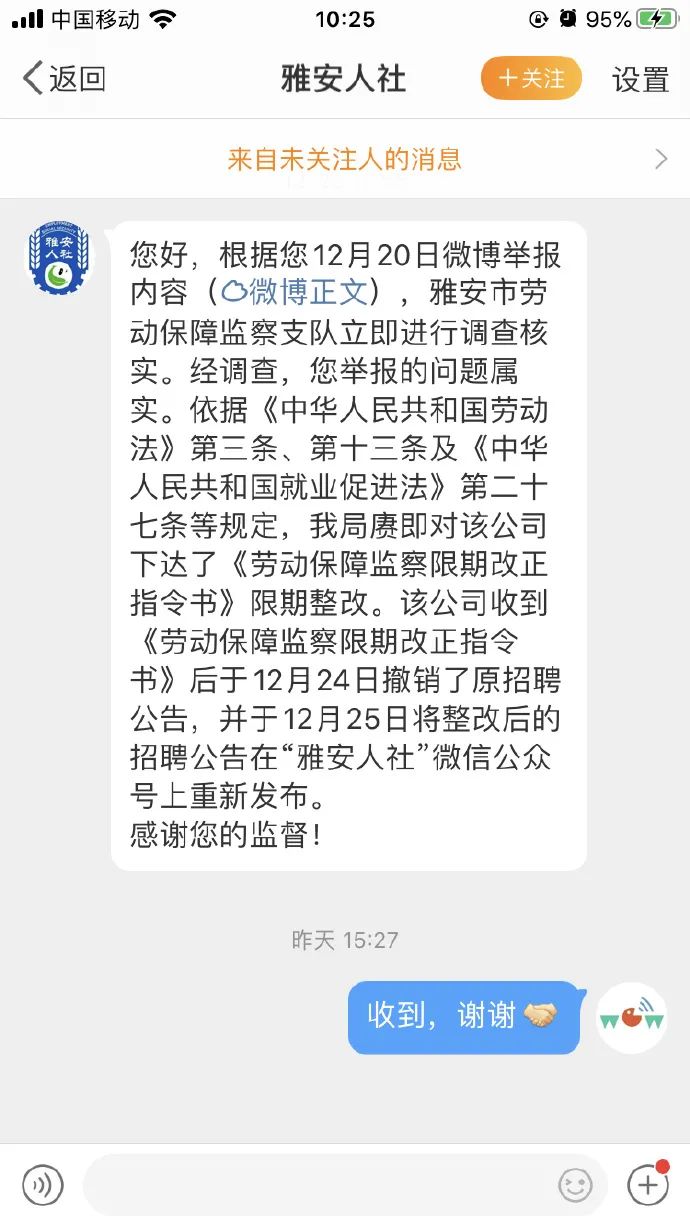 中国移动 10:25 95%
返回 雅安人社 +关注 设置
来自未关注人的消息
雅安
人社
您好，根据您12月20日微博举报
内容（微博正文），雅安市劳
动保障监察支队立即进行调查核
实。经调查，您举报的问题属
实。依据《中华人民共和国劳动
法》第三条、第十三条及《中华
人民共和国就业促进法》第二十
七条等规定，我局赓即对该公司
下达了《劳动保障监察限期改正
指令书》限期整改。该公司收到
《劳动保障监察限期改正指令
书》后于12月24日撤销了原招聘
公告，并于12月25日将整改后的
招聘公告在“雅安人社”微信公众
号上重新发布。
感谢您的监督！
昨天 15:27
收到，谢谢🤝